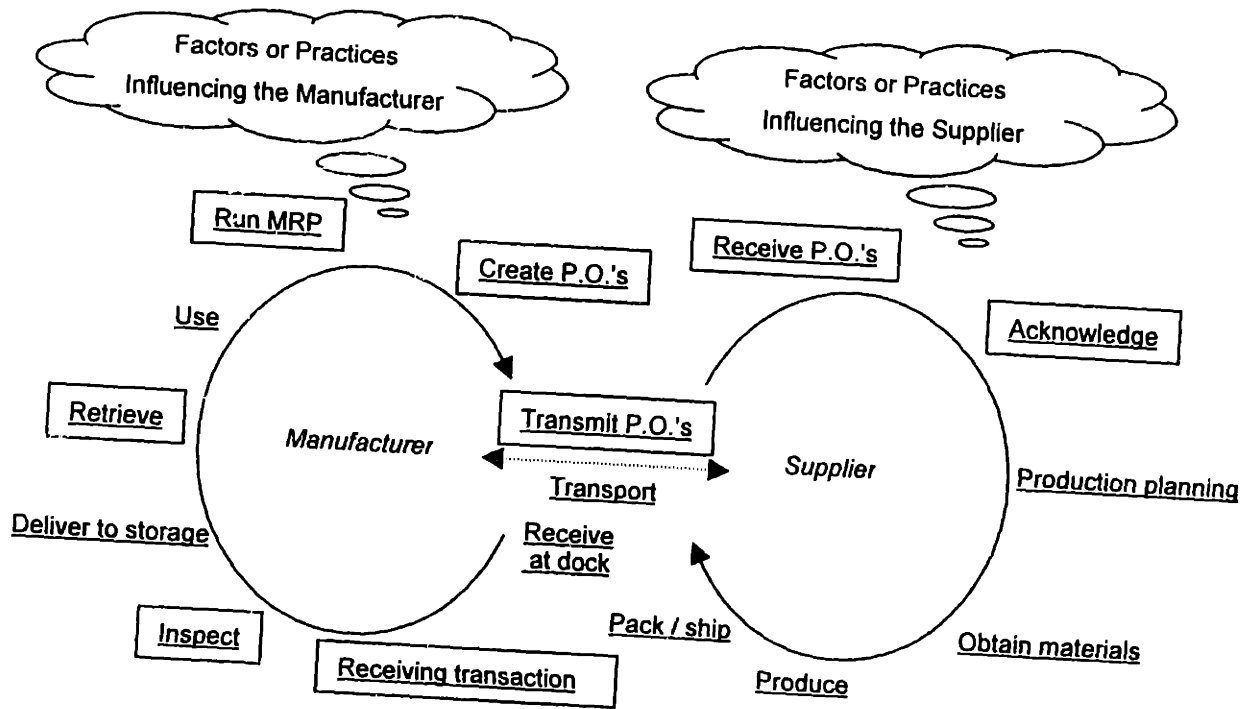 Factors or Practices
Influencing the Manufacturer
Factors or Practices
Influencing the Supplier
Run MRP
Create P.O.'s
Receive P.O.'s
Use
Acknowledge
Retrieve
Manufacturer
Transmit P.O.'s
Supplier
Transport
Production planning
Deliver to storage
Receive
at dock
Inspect
Receiving transaction
Pack / ship
Produce
Obtain materials